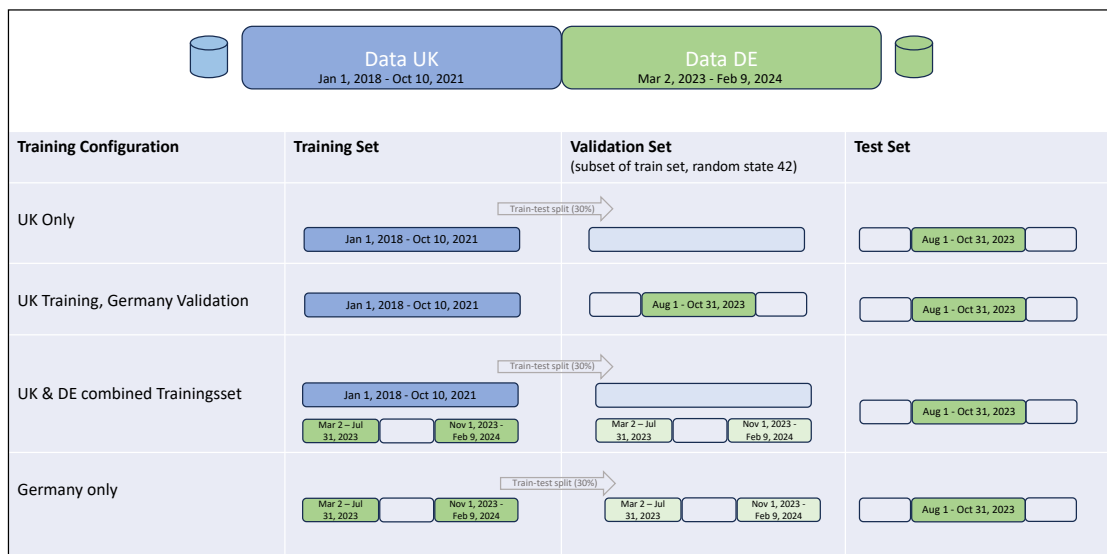 Data UK
Jan 1, 2018 - Oct 10, 2021
Data DE
Mar 2, 2023 - Feb 9, 2024
Training Configuration
Training Set
Validation Set
(subset of train set, random state 42)
Test Set
UK Only
Train-test split (30%)
Jan 1, 2018 - Oct 10, 2021
Aug 1 - Oct 31, 2023
UK Training, Germany Validation
Jan 1, 2018 - Oct 10, 2021
Aug 1 - Oct 31, 2023
Aug 1 - Oct 31, 2023
UK & DE combined Trainingsset
Train-test split (30%)
Jan 1, 2018 - Oct 10, 2021
Mar 2 – Jul
31, 2023
Nov 1, 2023 -
Feb 9, 2024
Mar 2 – Jul
31, 2023
Nov 1, 2023 -
Feb 9, 2024
Aug 1 - Oct 31, 2023
Germany only
Train-test split (30%)
Mar 2 – Jul
31, 2023
Nov 1, 2023 -
Feb 9, 2024
Mar 2 – Jul
31, 2023
Nov 1, 2023 -
Feb 9, 2024
Aug 1 - Oct 31, 2023